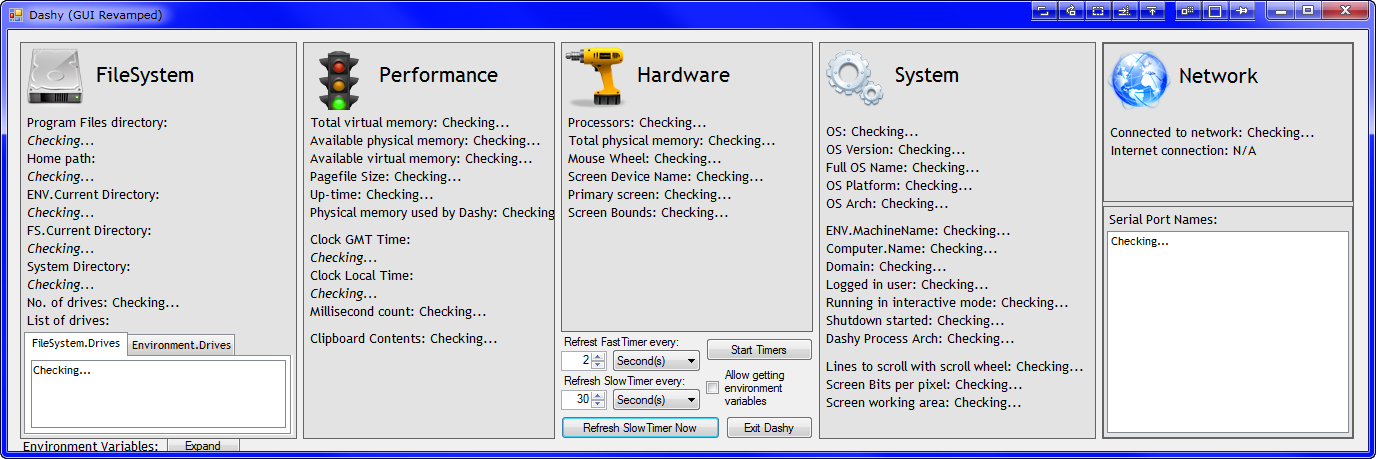 Dashy (GUI Revamped)
FileSystem
Program Files directory:
Checking...
Home path:
Checking...
ENV.Current Directory:
Checking...
FS.Current Directory:
Checking...
System Directory:
Checking...
No. of drives: Checking...
List of drives:
FileSystem.Drives Environment.Drives
Checking...
Environment Variables: Expand
Performance
Total virtual memory: Checking...
Available physical memory: Checking...
Available virtual memory: Checking...
Pagefile Size: Checking...
Up-time: Checking...
Physical memory used by Dashy: Checking
Clock GMT Time:
Checking...
Clock Local Time:
Checking...
Millisecond count: Checking...
Clipboard Contents: Checking...
Hardware
Processors: Checking...
Total physical memory: Checking...
Mouse Wheel: Checking...
Screen Device Name: Checking...
Primary screen: Checking...
Screen Bounds: Checking...
Refrest FastTimer every:
2 Second(s)
Start Timers
Refresh SlowTimer every:
30 Second(s)
Allow getting
environment
variables
Refresh SlowTimer Now Exit Dashy
System
OS: Checking...
OS Version: Checking...
Full OS Name: Checking...
OS Platform: Checking...
OS Arch: Checking...
ENV.MachineName: Checking...
Computer.Name: Checking...
Domain: Checking...
Logged in user: Checking...
Running in interactive mode: Checking...
Shutdown started: Checking...
Dashy Process Arch: Checking...
Lines to scroll with scroll wheel: Checking...
Screen Bits per pixel: Checking...
Screen working area: Checking...
Network
Connected to network: Checking...
Internet connection: N/A
Serial Port Names:
Checking...